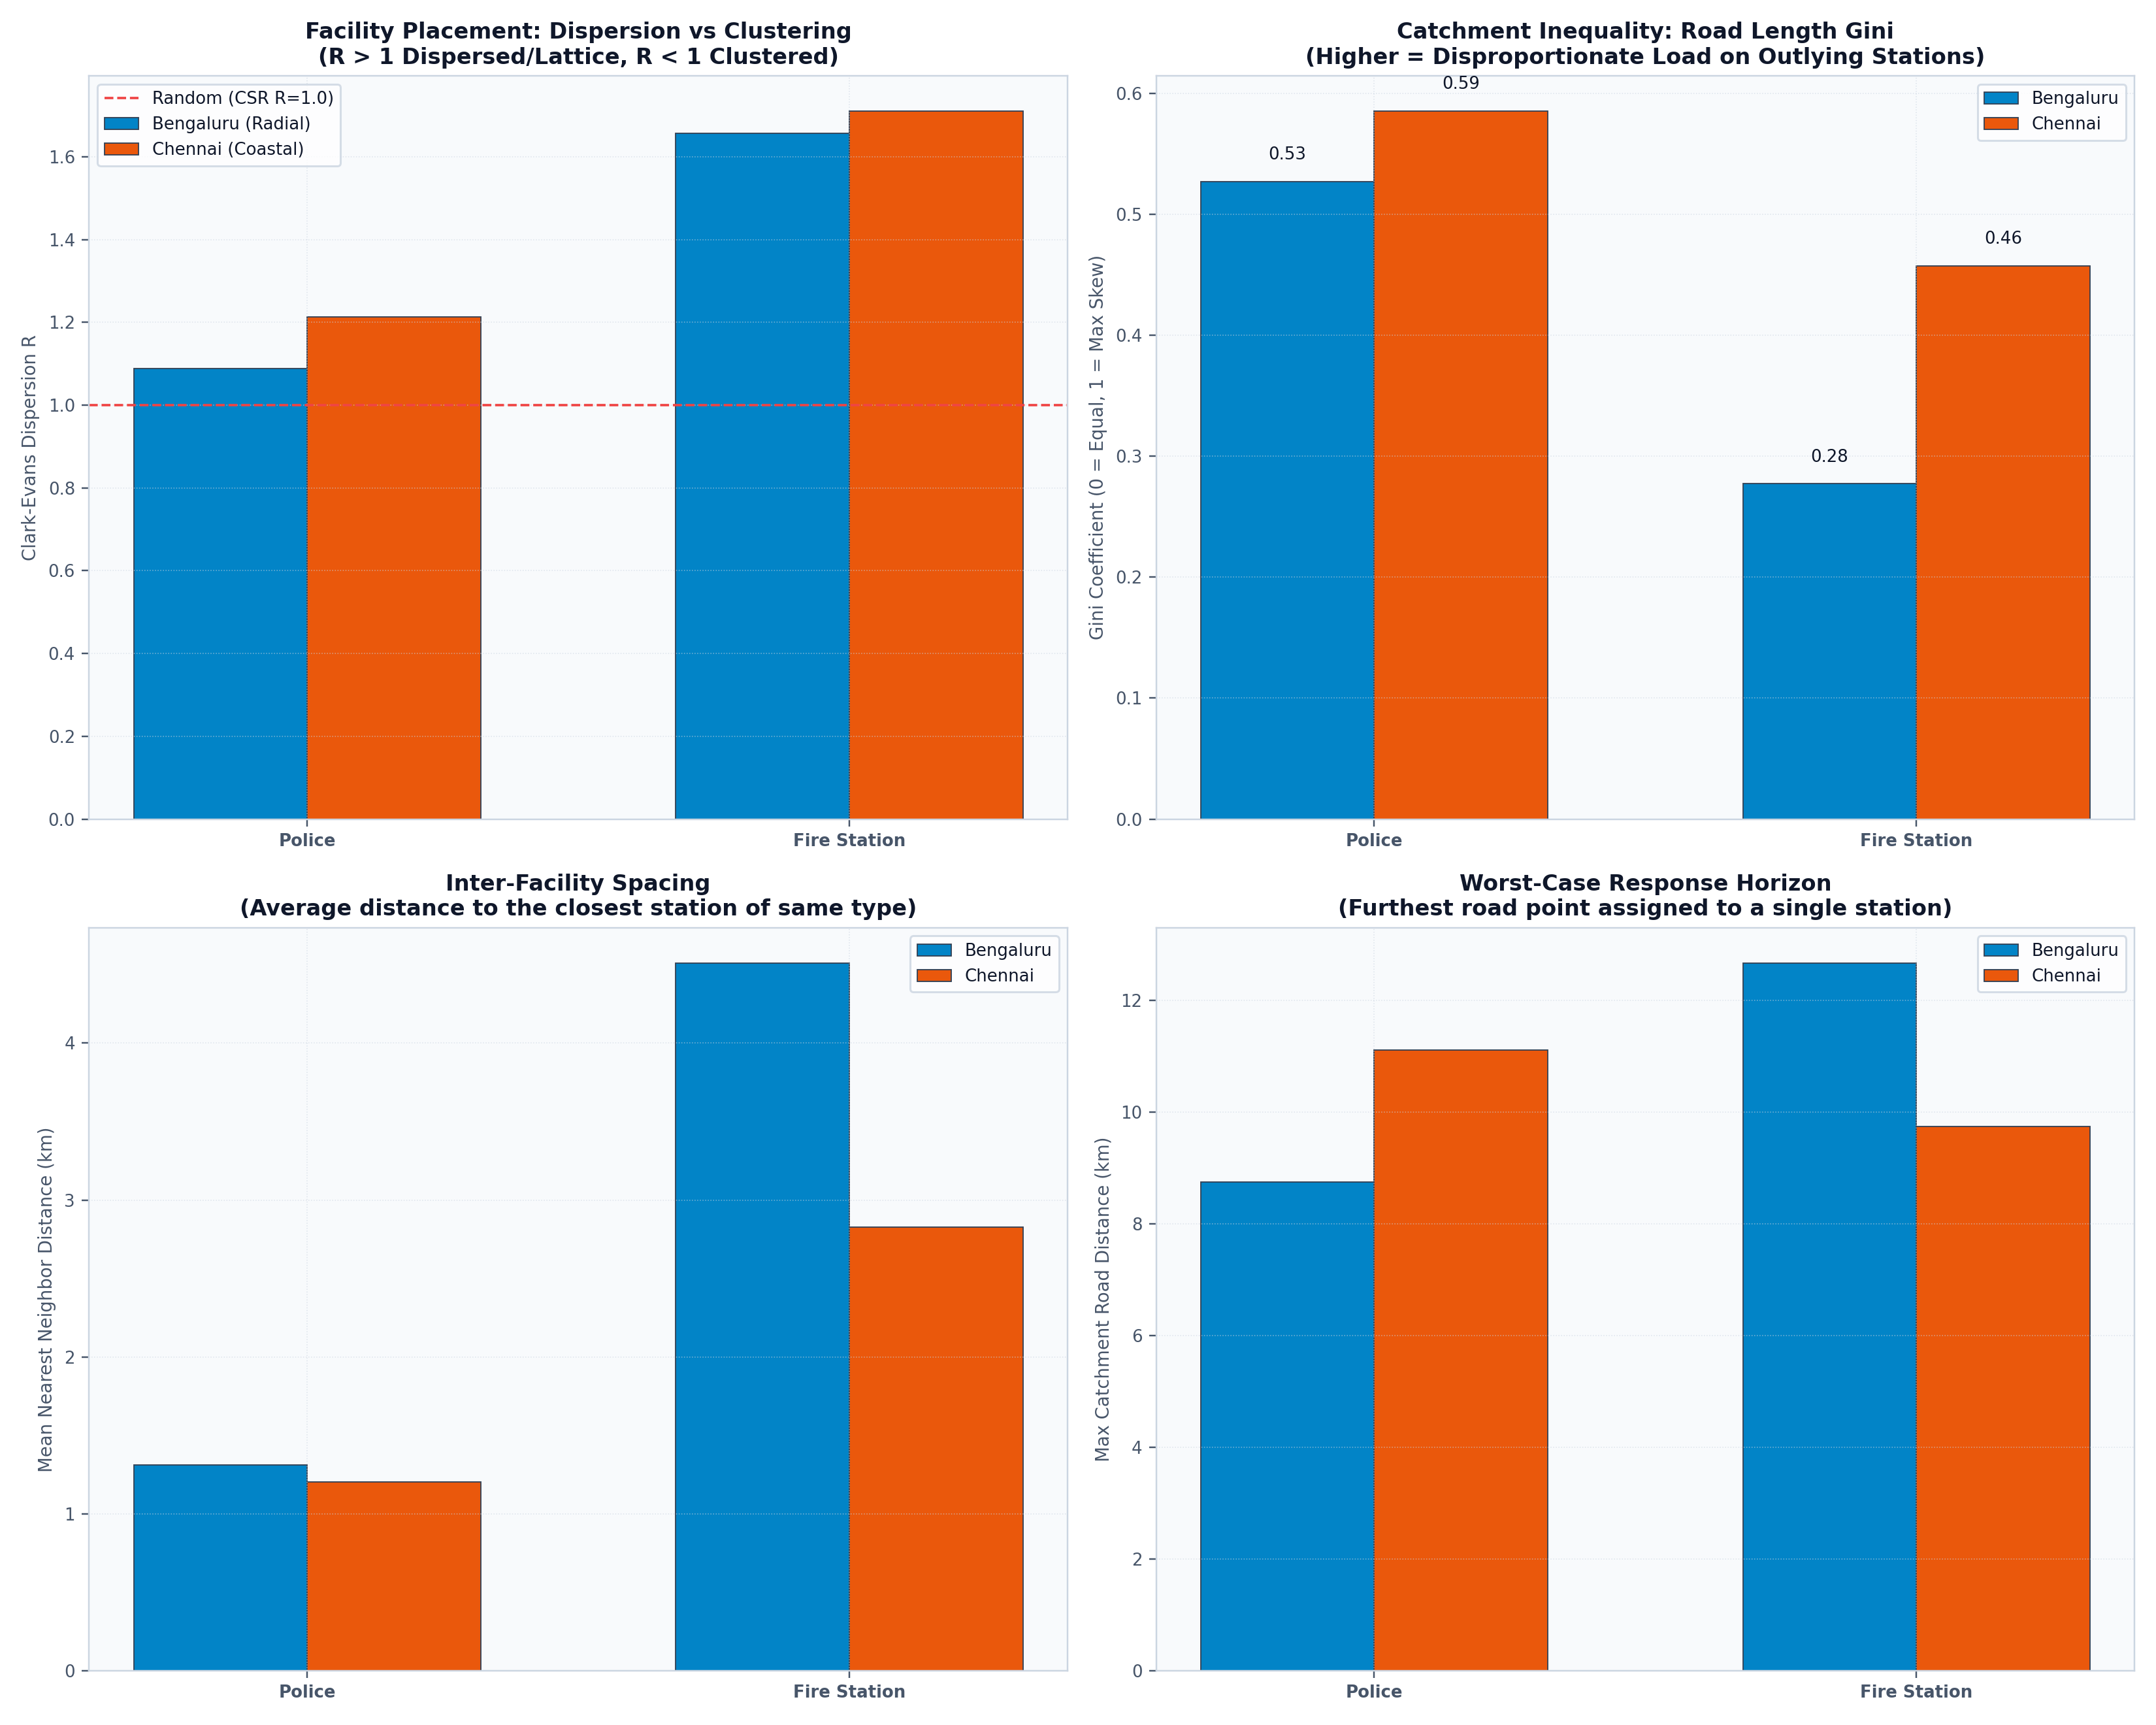 Facility Placement: Dispersion vs Clustering
(R > 1 Dispersed/Lattice, R < 1 Clustered)
Random (CSR R=1.0)
Bengaluru (Radial)
Chennai (Coastal)
Clark-Evans Dispersion R
1.6
1.4
1.2
1.0
0.8
0.6
0.4
0.2
0.0
Police
Fire Station
Catchment Inequality: Road Length Gini
(Higher = Disproportionate Load on Outlying Stations)
Bengaluru
Chennai
Gini Coefficient (0 = Equal, 1 = Max Skew)
0.6
0.5
0.4
0.3
0.2
0.1
0.0
0.53
0.59
0.28
0.46
Police
Fire Station
Inter-Facility Spacing
(Average distance to the closest station of same type)
Bengaluru
Chennai
Mean Nearest Neighbor Distance (km)
4
3
2
1
0
Police
Fire Station
Worst-Case Response Horizon
(Furthest road point assigned to a single station)
Bengaluru
Chennai
Max Catchment Road Distance (km)
12
10
8
6
4
2
0
Police
Fire Station